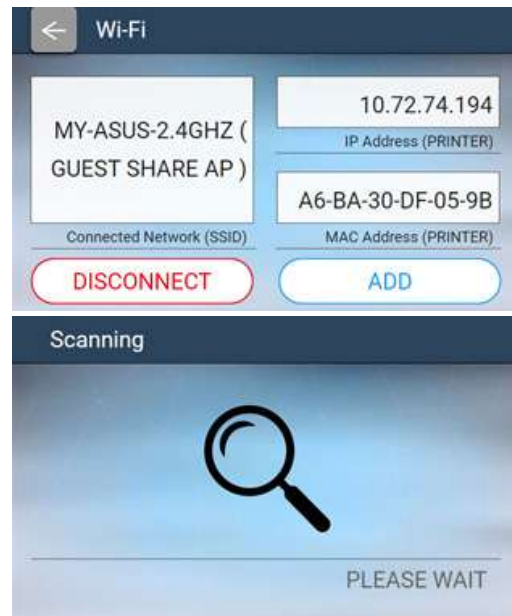 Wi-Fi
MY-ASUS-2.4GHZ (
GUEST SHARE AP )
Connected Network (SSID)
10.72.74.194
IP Address (PRINTER)
A6-BA-30-DF-05-9B
MAC Address (PRINTER)
DISCONNECT
ADD
Scanning
PLEASE WAIT